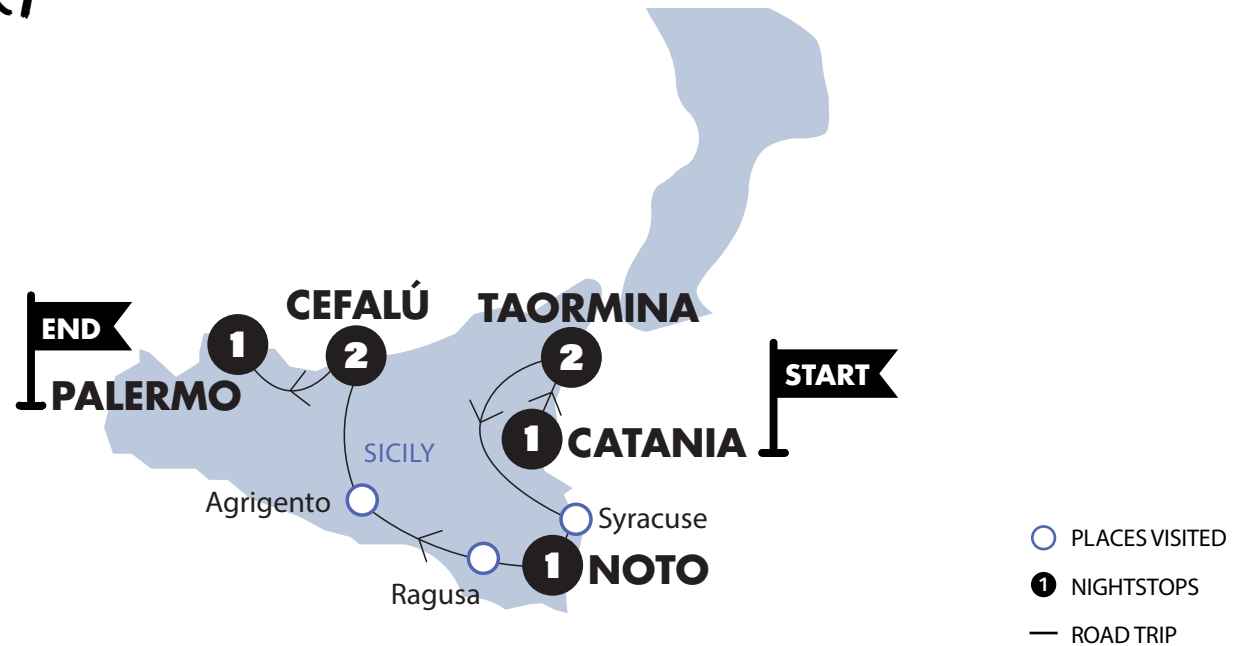 CEFALÚ
TAORMINA
END
1
2
2
START
PALERMO
1
CATANIA
SICILY
Agrigento
Syracuse
1
NOTO
Ragusa
PLACES VISITED
1
NIGHTSTOPS
ROAD TRIP